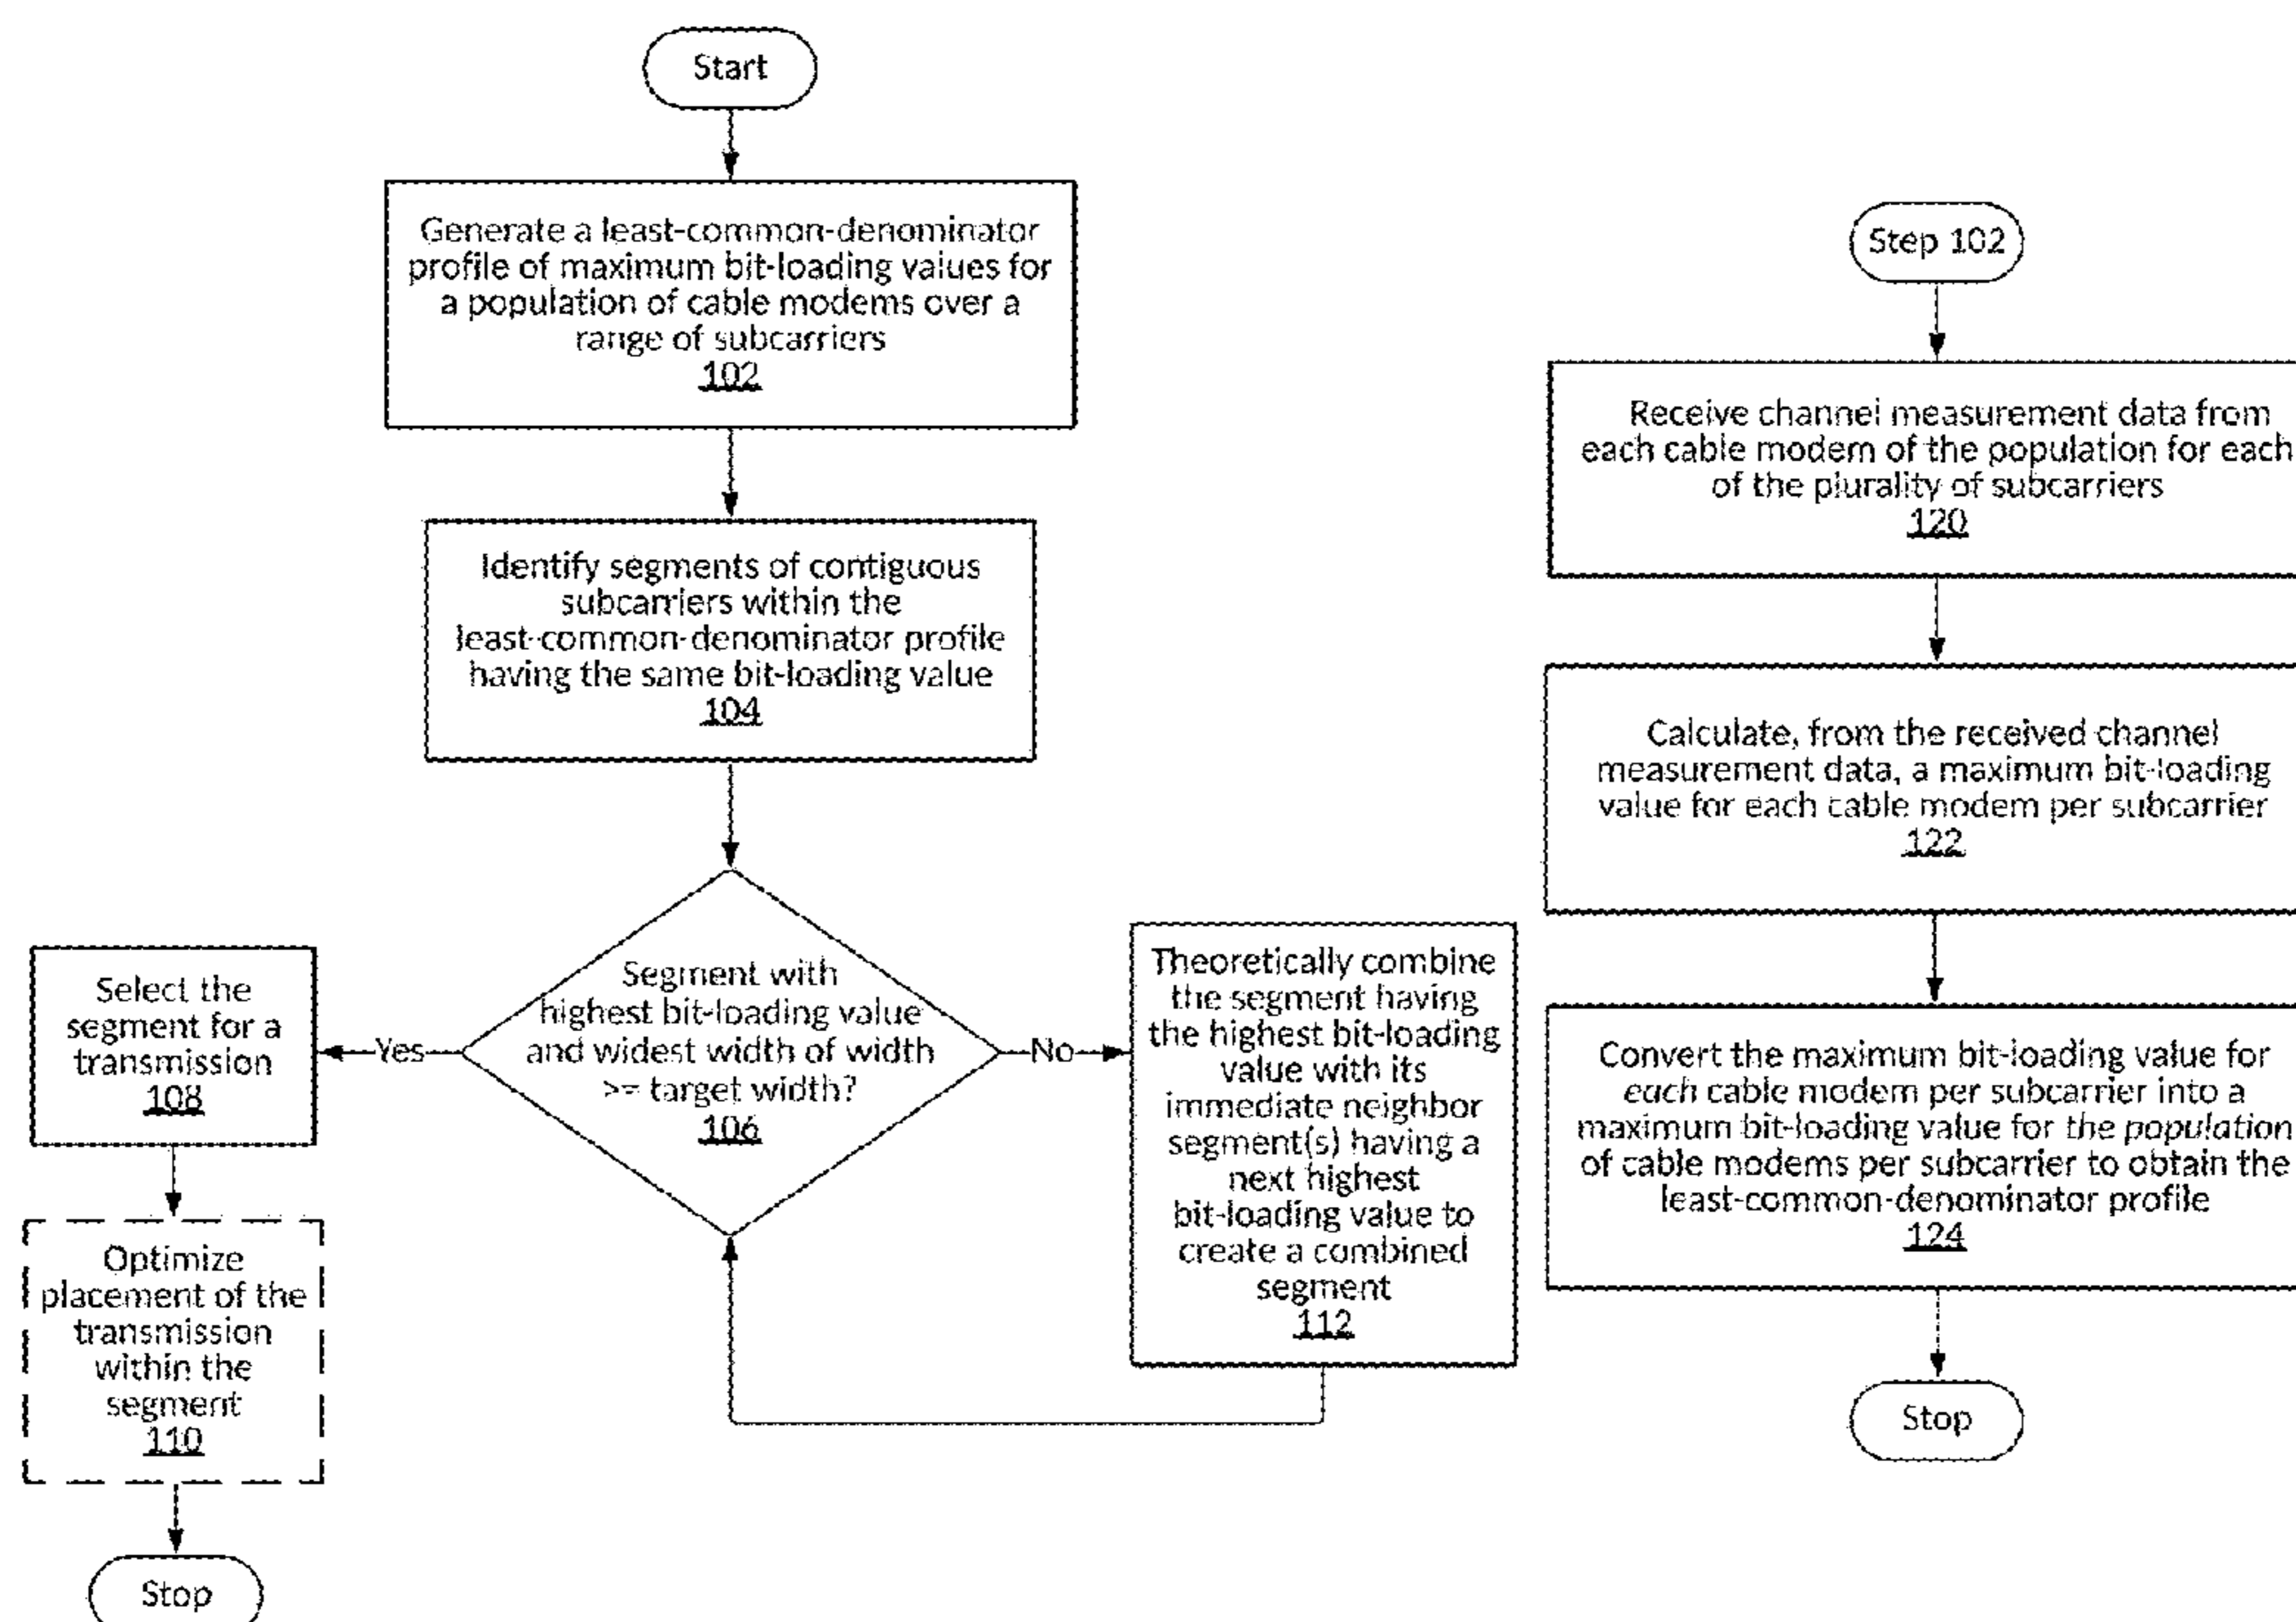 Start
Generate a least-common-denominator
profile of maximum bit-loading values for
a population of cable modems over a
range of subcarriers
102
Identify segments of contiguous
subcarriers within the
least-common-denominator profile
having the same bit-loading value
104
Segment with
highest bit-loading value
and widest width of width
>= target width?
106
Yes
No
Select the
segment for a
transmission
108
Optimize
placement of the
transmission
within the
segment
110
Stop
Theoretically combine
the segment having
the highest bit-loading
value with its
immediate neighbor
segment(s) having a
next highest
bit-loading value to
create a combined
segment
112
Step 102
Receive channel measurement data from
each cable modem of the population for each
of the plurality of subcarriers
120
Calculate, from the received channel
measurement data, a maximum bit-loading
value for each cable modem per subcarrier
122
Convert the maximum bit-loading value for
each cable modem per subcarrier into a
maximum bit-loading value for the population
of cable modems per subcarrier to obtain the
least-common-denominator profile
124
Stop